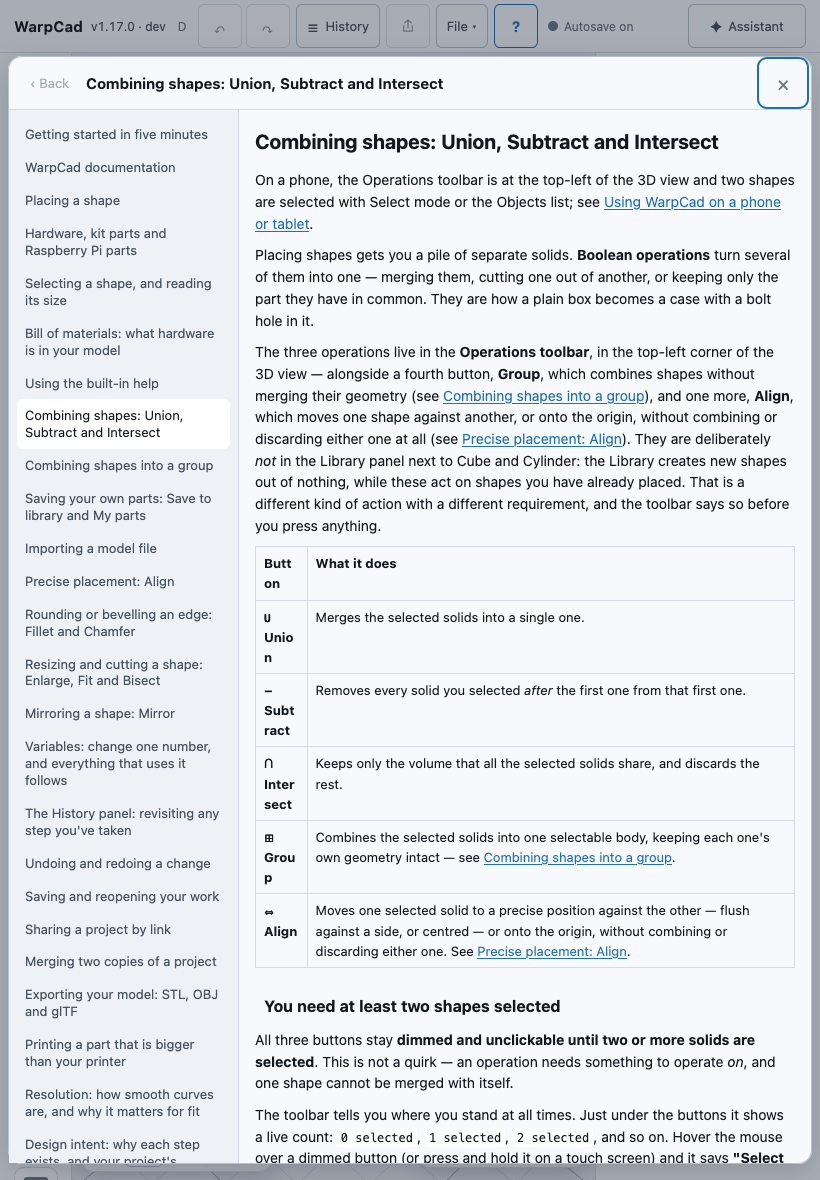 WarpCad v1.17.0 · dev D History File ▾ ? Autosave on Assistant
‹ Back Combining shapes: Union, Subtract and Intersect ×
Getting started in five minutes
WarpCad documentation
Placing a shape
Hardware, kit parts and
Raspberry Pi parts
Selecting a shape, and reading
its size
Bill of materials: what hardware
is in your model
Using the built-in help
Combining shapes: Union,
Subtract and Intersect
Combining shapes into a group
Saving your own parts: Save to
library and My parts
Importing a model file
Precise placement: Align
Rounding or bevelling an edge:
Fillet and Chamfer
Resizing and cutting a shape:
Enlarge, Fit and Bisect
Mirroring a shape: Mirror
Variables: change one number,
and everything that uses it
follows
The History panel: revisiting any
step you've taken
Undoing and redoing a change
Saving and reopening your work
Sharing a project by link
Merging two copies of a project
Exporting your model: STL, OBJ
and glTF
Printing a part that is bigger
than your printer
Resolution: how smooth curves
are, and why it matters for fit
Design intent: why each step
exists, and your project's
Combining shapes: Union, Subtract and Intersect
On a phone, the Operations toolbar is at the top-left of the 3D view and two shapes
are selected with Select mode or the Objects list; see Using WarpCad on a phone
or tablet.
Placing shapes gets you a pile of separate solids. Boolean operations turn several
of them into one — merging them, cutting one out of another, or keeping only the
part they have in common. They are how a plain box becomes a case with a bolt
hole in it.
The three operations live in the Operations toolbar, in the top-left corner of the
3D view — alongside a fourth button, Group, which combines shapes without
merging their geometry (see Combining shapes into a group), and one more, Align,
which moves one shape against another, or onto the origin, without combining or
discarding either one at all (see Precise placement: Align). They are deliberately
not in the Library panel next to Cube and Cylinder: the Library creates new shapes
out of nothing, while these act on shapes you have already placed. That is a
different kind of action with a different requirement, and the toolbar says so before
you press anything.
Butt
on
What it does
∪
Unio
n
Merges the selected solids into a single one.
−
Subt
ract
Removes every solid you selected after the first one from that first one.
∩
Inter
sect
Keeps only the volume that all the selected solids share, and discards the
rest.
⊞
Grou
p
Combines the selected solids into one selectable body, keeping each one's
own geometry intact — see Combining shapes into a group.
⇔
Align
Moves one selected solid to a precise position against the other — flush
against a side, or centred — or onto the origin, without combining or
discarding either one. See Precise placement: Align.
You need at least two shapes selected
All three buttons stay dimmed and unclickable until two or more solids are
selected. This is not a quirk — an operation needs something to operate on, and
one shape cannot be merged with itself.
The toolbar tells you where you stand at all times. Just under the buttons it shows
a live count: 0 selected, 1 selected, 2 selected, and so on. Hover the mouse
over a dimmed button (or press and hold it on a touch screen) and it says "Select